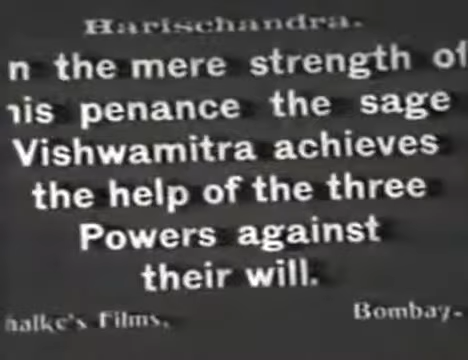 Harischandra.
n the mere strength of
his penance the sage
Vishwamitra achieves
the help of the three
Powers against
their will.
halke's Films, Bombay.